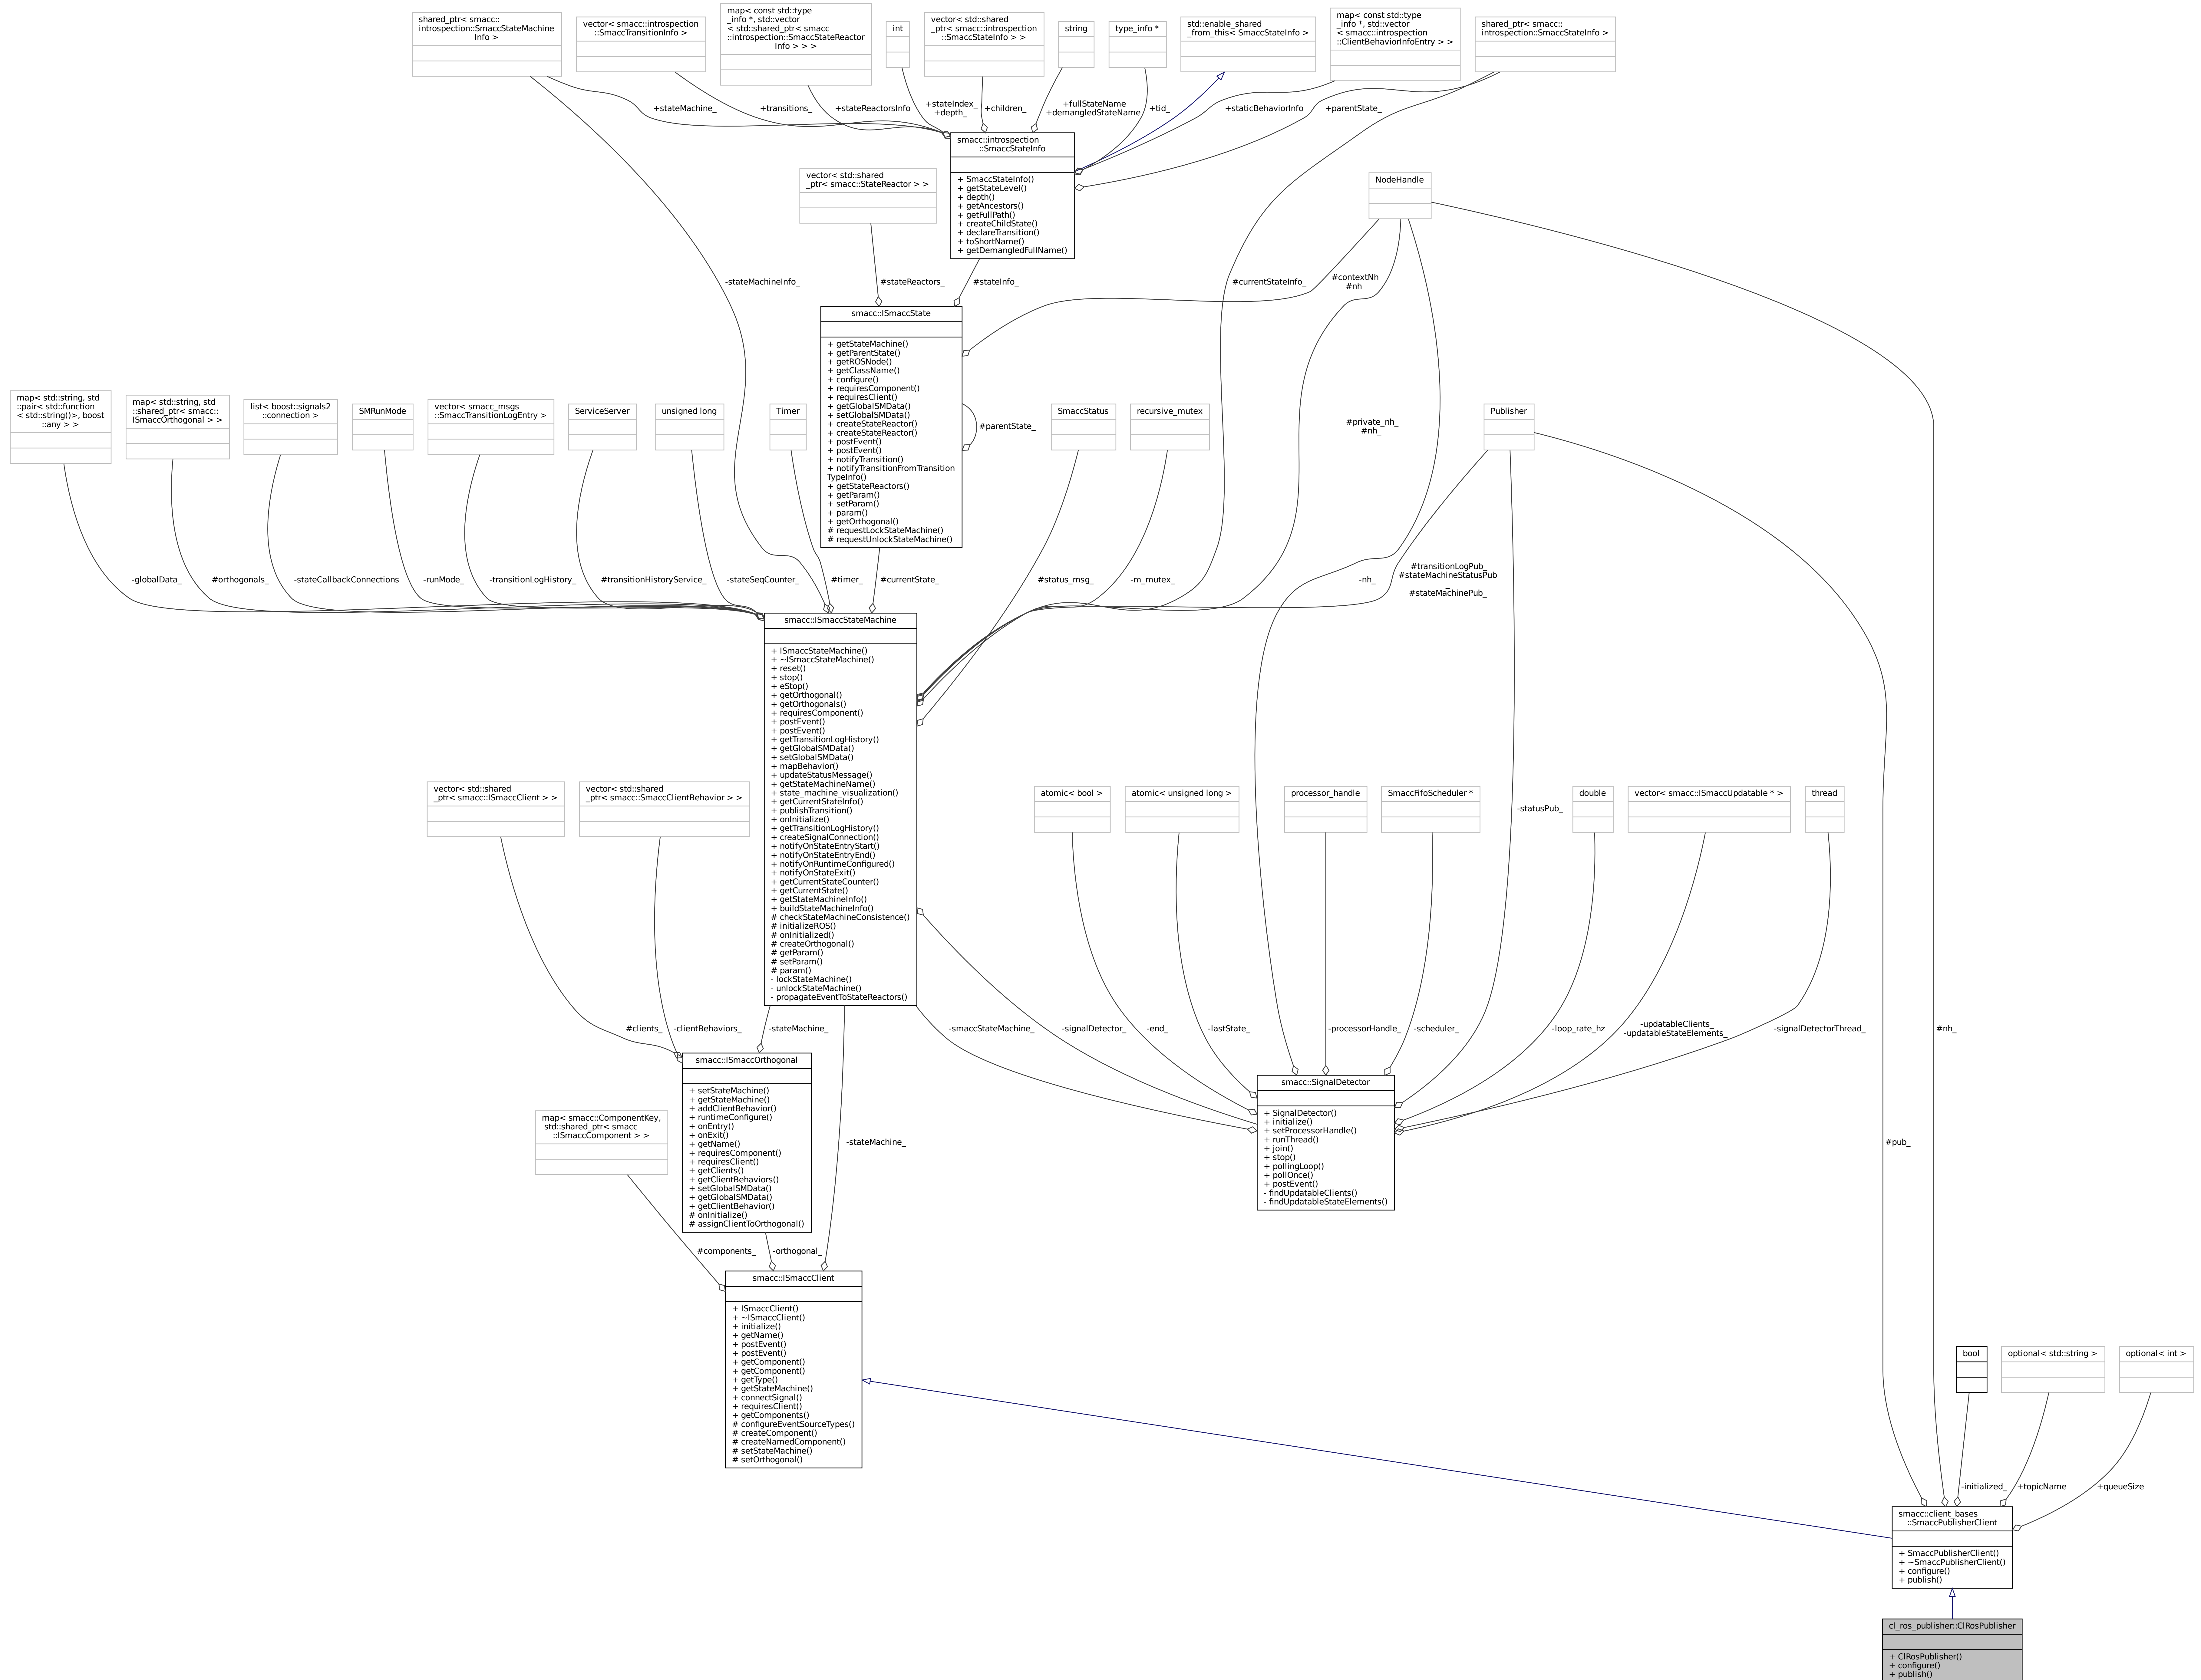 shared_ptr< smacc::
introspection::SmaccStateMachine
Info >
vector< smacc::introspection
::SmaccTransitionInfo >
map< const std::type
_info *, std::vector
< std::shared_ptr< smacc
::introspection::SmaccStateReactor
Info > > >
int
vector< std::shared
_ptr< smacc::introspection
::SmaccStateInfo > >
string
type_info *
std::enable_shared
_from_this< SmaccStateInfo >
map< const std::type
_info *, std::vector
< smacc::introspection
::ClientBehaviorInfoEntry > >
shared_ptr< smacc::
introspection::SmaccStateInfo >
+stateMachine_
+transitions_
+stateReactorsInfo
+stateIndex_
+depth_
+children_
+fullStateName
+demangledStateName
+tid_
+staticBehaviorInfo
+parentState_
smacc::introspection
::SmaccStateInfo
+ SmaccStateInfo()
+ getStateLevel()
+ depth()
+ getAncestors()
+ getFullPath()
+ createChildState()
+ declareTransition()
+ toShortName()
+ getDemangledFullName()
vector< std::shared
_ptr< smacc::StateReactor > >
NodeHandle
-stateMachineInfo_
#stateReactors_
#stateInfo_
#currentStateInfo_
#contextNh
#nh
smacc::ISmaccState
+ getStateMachine()
+ getParentState()
+ getROSNode()
+ getClassName()
+ configure()
+ requiresComponent()
+ requiresClient()
+ getGlobalSMData()
+ setGlobalSMData()
+ createStateReactor()
+ createStateReactor()
+ postEvent()
+ postEvent()
+ notifyTransition()
+ notifyTransitionFromTransition
TypeInfo()
+ getStateReactors()
+ getParam()
+ setParam()
+ param()
+ getOrthogonal()
# requestLockStateMachine()
# requestUnlockStateMachine()
#parentState_
map< std::string, std
::pair< std::function
< std::string()>, boost
::any > >
map< std::string, std
::shared_ptr< smacc::
ISmaccOrthogonal > >
list< boost::signals2
::connection >
SMRunMode
vector< smacc_msgs
::SmaccTransitionLogEntry >
ServiceServer
unsigned long
Timer
SmaccStatus
recursive_mutex
#private_nh_
#nh_
Publisher
-globalData_
#orthogonals_
-stateCallbackConnections
-runMode_
-transitionLogHistory_
#transitionHistoryService_
-stateSeqCounter_
#timer_
#currentState_
#status_msg_
-m_mutex_
-nh_
#transitionLogPub_
#stateMachineStatusPub
_
#stateMachinePub_
smacc::ISmaccStateMachine
+ ISmaccStateMachine()
+ ~ISmaccStateMachine()
+ reset()
+ stop()
+ eStop()
+ getOrthogonal()
+ getOrthogonals()
+ requiresComponent()
+ postEvent()
+ postEvent()
+ getTransitionLogHistory()
+ getGlobalSMData()
+ setGlobalSMData()
+ mapBehavior()
+ updateStatusMessage()
+ getStateMachineName()
+ state_machine_visualization()
+ getCurrentStateInfo()
+ publishTransition()
+ onInitialize()
+ getTransitionLogHistory()
+ createSignalConnection()
+ notifyOnStateEntryStart()
+ notifyOnStateEntryEnd()
+ notifyOnRuntimeConfigured()
+ notifyOnStateExit()
+ getCurrentStateCounter()
+ getCurrentState()
+ getStateMachineInfo()
+ buildStateMachineInfo()
# checkStateMachineConsistence()
# initializeROS()
# onInitialized()
# createOrthogonal()
# getParam()
# setParam()
# param()
- lockStateMachine()
- unlockStateMachine()
- propagateEventToStateReactors()
vector< std::shared
_ptr< smacc::ISmaccClient > >
vector< std::shared
_ptr< smacc::SmaccClientBehavior > >
atomic< bool >
atomic< unsigned long >
processor_handle
SmaccFifoScheduler *
-statusPub_
double
vector< smacc::ISmaccUpdatable * >
thread
#clients_
-clientBehaviors_
-stateMachine_
-smaccStateMachine_
-signalDetector_
-end_
-lastState_
-processorHandle_
-scheduler_
-loop_rate_hz
-updatableClients_
-updatableStateElements_
-signalDetectorThread_
#nh_
smacc::ISmaccOrthogonal
+ setStateMachine()
+ getStateMachine()
+ addClientBehavior()
+ runtimeConfigure()
+ onEntry()
+ onExit()
+ getName()
+ requiresComponent()
+ requiresClient()
+ getClients()
+ getClientBehaviors()
+ setGlobalSMData()
+ getGlobalSMData()
+ getClientBehavior()
# onInitialize()
# assignClientToOrthogonal()
smacc::SignalDetector
+ SignalDetector()
+ initialize()
+ setProcessorHandle()
+ runThread()
+ join()
+ stop()
+ pollingLoop()
+ pollOnce()
+ postEvent()
- findUpdatableClients()
- findUpdatableStateElements()
map< smacc::ComponentKey,
std::shared_ptr< smacc
::ISmaccComponent > >
-stateMachine_
#pub_
#components_
-orthogonal_
smacc::ISmaccClient
+ ISmaccClient()
+ ~ISmaccClient()
+ initialize()
+ getName()
+ postEvent()
+ postEvent()
+ getComponent()
+ getComponent()
+ getType()
+ getStateMachine()
+ connectSignal()
+ requiresClient()
+ getComponents()
# configureEventSourceTypes()
# createComponent()
# createNamedComponent()
# setStateMachine()
# setOrthogonal()
bool
optional< std::string >
optional< int >
-initialized_
+topicName
+queueSize
smacc::client_bases
::SmaccPublisherClient
+ SmaccPublisherClient()
+ ~SmaccPublisherClient()
+ configure()
+ publish()
cl_ros_publisher::ClRosPublisher
+ ClRosPublisher()
+ configure()
+ publish()